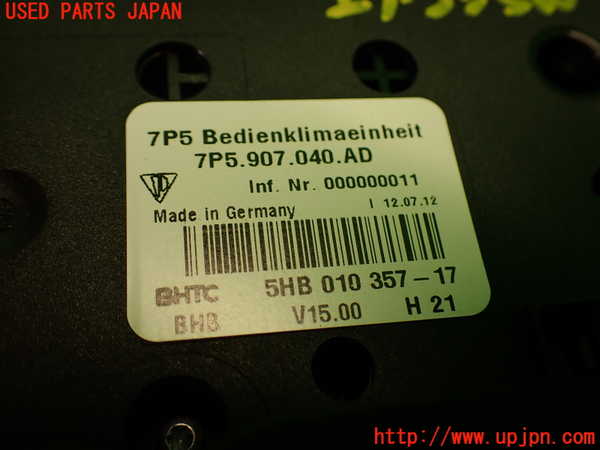 USED PARTS JAPAN
7P5 Bedienklimaeinheit
7P5.907.040.AD
Inf. Nr. 000000011
Made in Germany
I 12.07.12
BHTC
5HB 010 357-17
BHB
V15.00
H 21
http://www.upjpn.com/